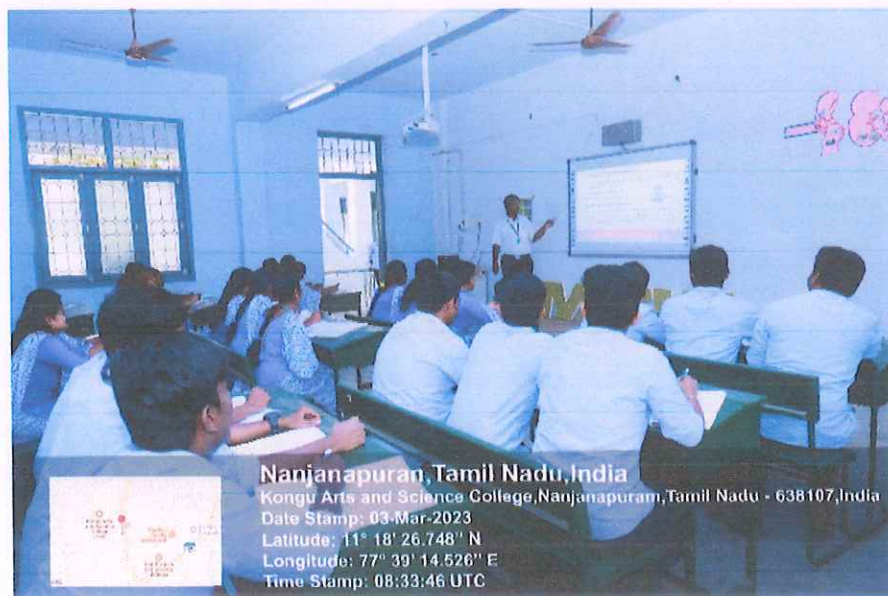 Nanjanapuran,Tamil Nadu,India
Kongu Arts and Science College,Nanjanapuram,Tamil Nadu - 638107,India
Date Stamp: 03-Mar-2023
Latitude: 11° 18' 26.748" N
Longitude: 77° 39' 14.526" E
Time Stamp: 08:33:46 UTC